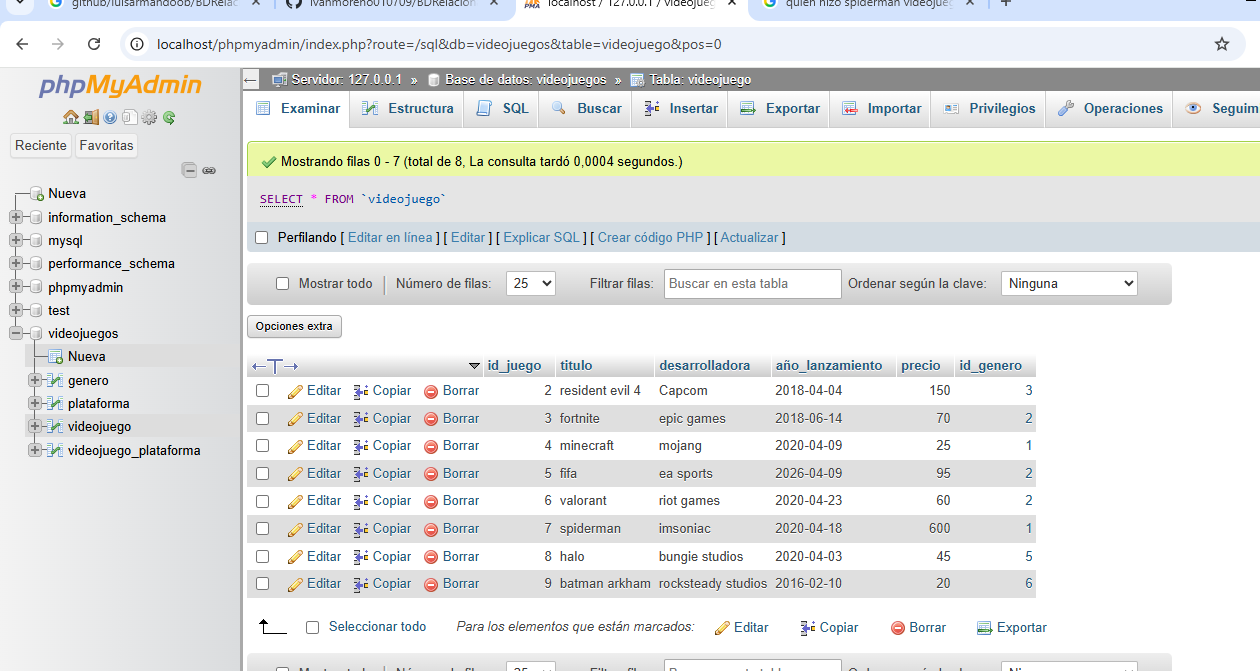 github/luisarmandoob/BDRelac
ivanmoreno010709/BDRelacion
localhost / 127.0.0.1 / videojueg
quien hizo spiderman videojueg
localhost/phpmyadmin/index.php?route=/sql&db=videojuegos&table=videojuego&pos=0
phpMyAdmin
Reciente Favoritas
Nueva
information_schema
mysql
performance_schema
phpmyadmin
test
videojuegos
Nueva
genero
plataforma
videojuego
videojuego_plataforma
Servidor: 127.0.0.1 » Base de datos: videojuegos » Tabla: videojuego
Examinar Estructura SQL Buscar Insertar Exportar Importar Privilegios Operaciones Seguim
Mostrando filas 0 - 7 (total de 8, La consulta tardó 0,0004 segundos.)
SELECT * FROM `videojuego`
Perfilando [ Editar en línea ] [ Editar ] [ Explicar SQL ] [ Crear código PHP ] [ Actualizar ]
Mostrar todo | Número de filas: 25 Filtrar filas: Buscar en esta tabla Ordenar según la clave: Ninguna
Opciones extra
←T→ id_juego titulo desarrolladora año_lanzamiento precio id_genero
Editar Copiar Borrar 2 resident evil 4 Capcom 2018-04-04 150 3
Editar Copiar Borrar 3 fortnite epic games 2018-06-14 70 2
Editar Copiar Borrar 4 minecraft mojang 2020-04-09 25 1
Editar Copiar Borrar 5 fifa ea sports 2026-04-09 95 2
Editar Copiar Borrar 6 valorant riot games 2020-04-23 60 2
Editar Copiar Borrar 7 spiderman imsoniac 2020-04-18 600 1
Editar Copiar Borrar 8 halo bungie studios 2020-04-03 45 5
Editar Copiar Borrar 9 batman arkham rocksteady studios 2016-02-10 20 6
Seleccionar todo Para los elementos que están marcados: Editar Copiar Borrar Exportar